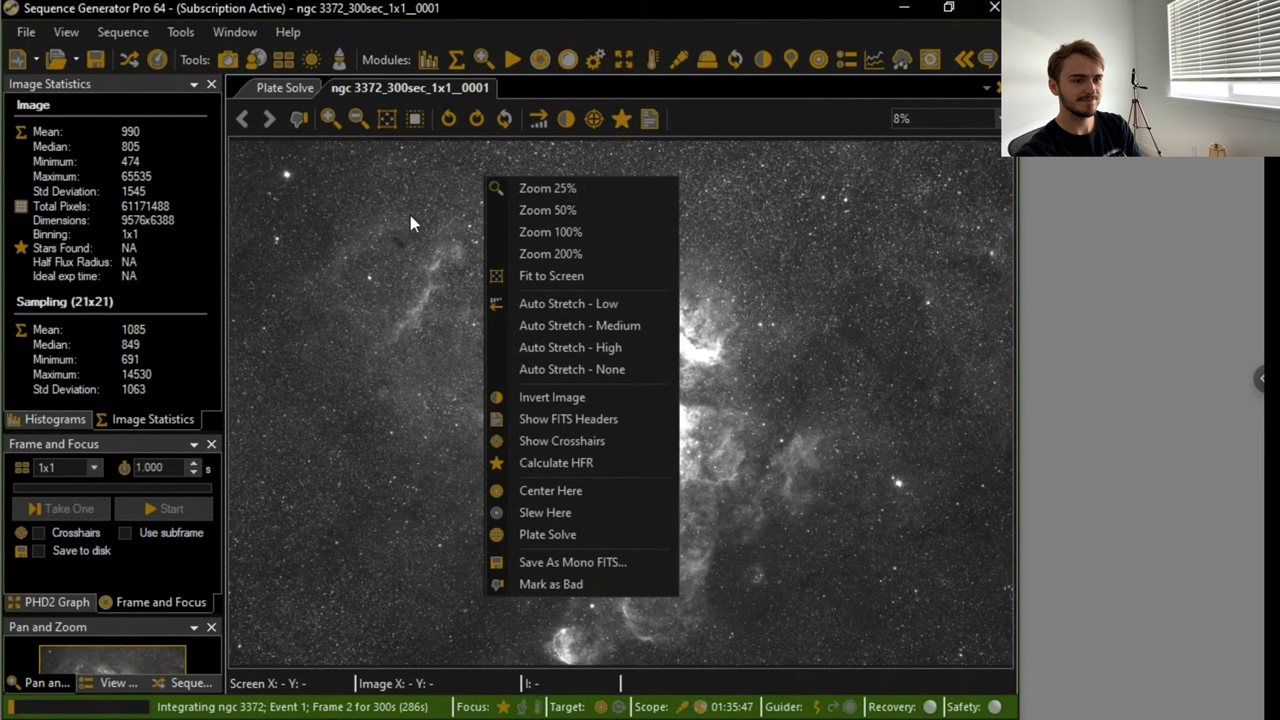 Sequence Generator Pro 64 - (Subscription Active) - ngc 3372_300sec_1x1__0001
File View Sequence Tools Window Help
Tools: Modules:
Image Statistics
Plate Solve ngc 3372_300sec_1x1__0001
8%
Image
Mean: 990
Median: 805
Minimum: 474
Maximum: 65535
Std Deviation: 1545
Total Pixels: 61171488
Dimensions: 9576x6388
Binning: 1x1
Stars Found: NA
Half Flux Radius: NA
Ideal exp time: NA
Sampling (21x21)
Mean: 1085
Median: 849
Minimum: 691
Maximum: 14530
Std Deviation: 1063
Histograms Image Statistics
Frame and Focus
1x1 1.000 s
Take One Start
Crosshairs Use subframe
Save to disk
PHD2 Graph Frame and Focus
Pan and Zoom
Pan an... View ... Seque...
Zoom 25%
Zoom 50%
Zoom 100%
Zoom 200%
Fit to Screen
Auto Stretch - Low
Auto Stretch - Medium
Auto Stretch - High
Auto Stretch - None
Invert Image
Show FITS Headers
Show Crosshairs
Calculate HFR
Center Here
Slew Here
Plate Solve
Save As Mono FITS...
Mark as Bad
Screen X: - Y: - Image X: - Y: - I: -
Integrating ngc 3372; Event 1; Frame 2 for 300s (286s) Focus: Target: Scope: 01:35:47 Guider: Recovery: Safety: